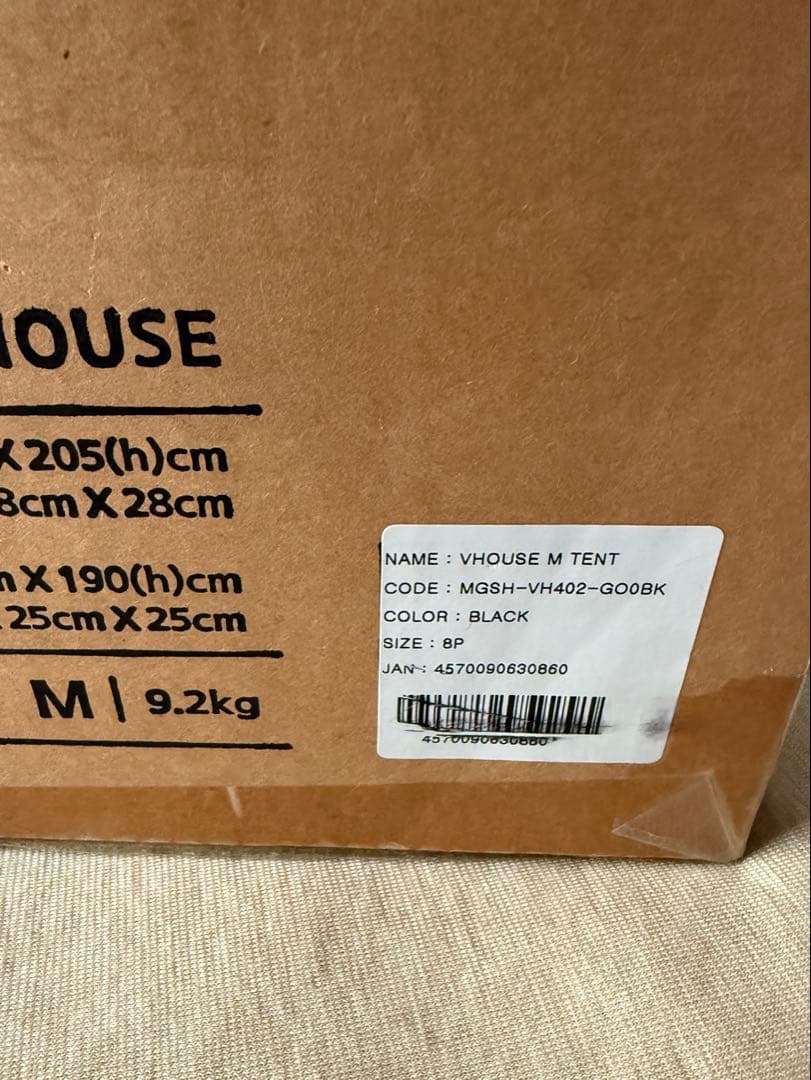 HOUSE
X 205(h)cm
8cm X 28cm
X 190(h)cm
25cm X 25cm
M | 9.2kg
NAME : VHOUSE M TENT
CODE : MGSH-VH402-GO0BK
COLOR : BLACK
SIZE : 8P
JAN : 4570090630860
4570090630860